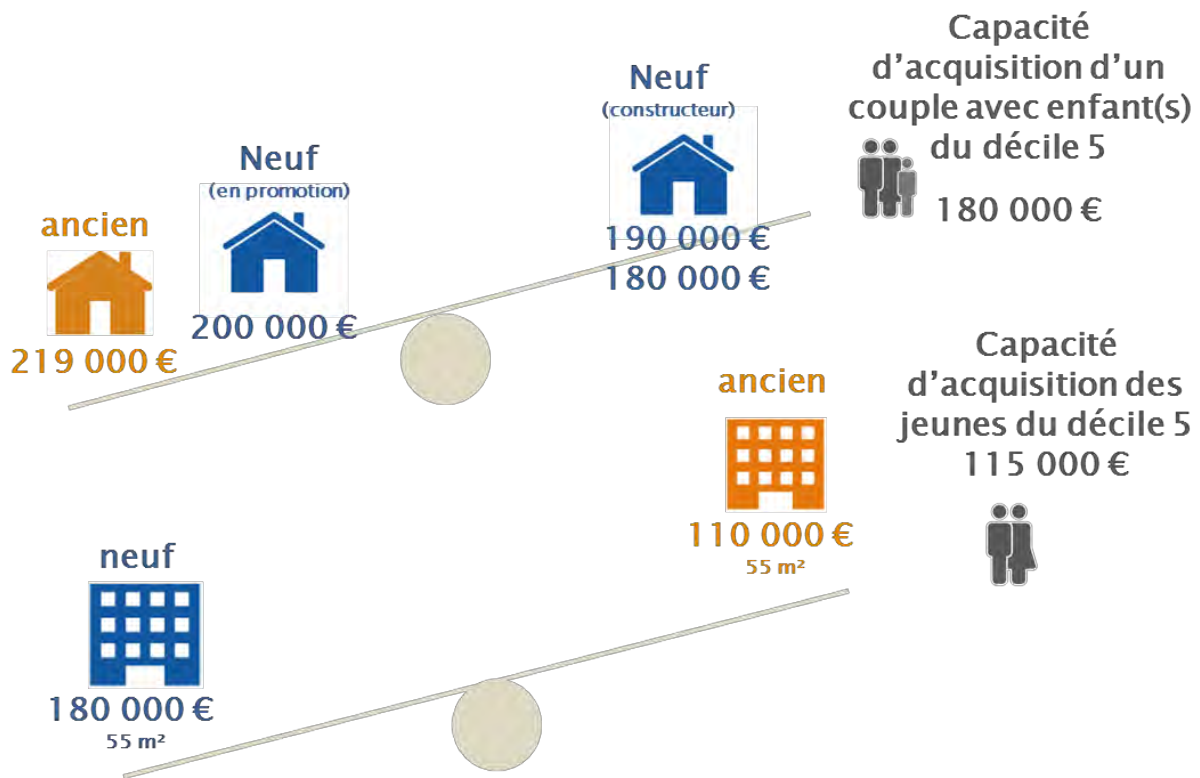 Capacité
d’acquisition d’un
couple avec enfant(s)
du décile 5
180 000 €
Neuf
(constructeur)
190 000 €
180 000 €
Neuf
(en promotion)
200 000 €
ancien
219 000 €
Capacité
d’acquisition des
jeunes du décile 5
115 000 €
ancien
110 000 €
55 m²
neuf
180 000 €
55 m²